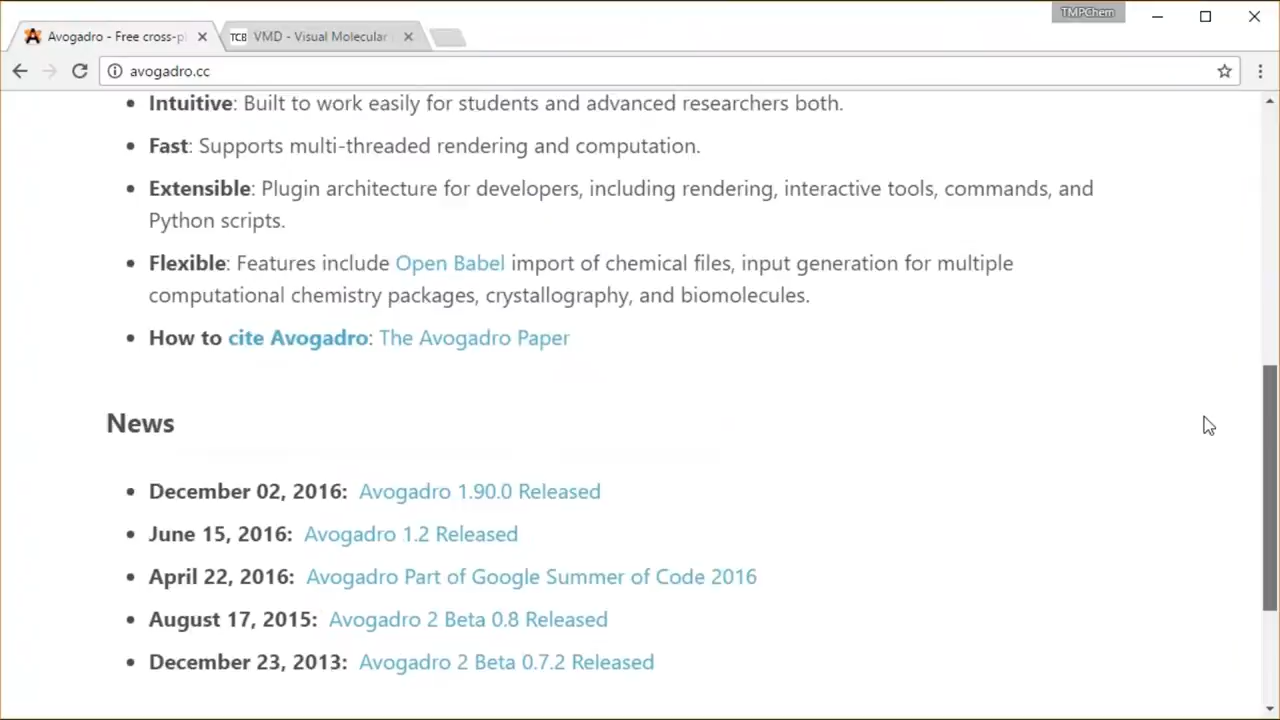 TMPChem
Avogadro - Free cross-pl
TCB VMD - Visual Molecular
avogadro.cc
Intuitive: Built to work easily for students and advanced researchers both.
Fast: Supports multi-threaded rendering and computation.
Extensible: Plugin architecture for developers, including rendering, interactive tools, commands, and
Python scripts.
Flexible: Features include Open Babel import of chemical files, input generation for multiple
computational chemistry packages, crystallography, and biomolecules.
How to cite Avogadro: The Avogadro Paper
News
December 02, 2016: Avogadro 1.90.0 Released
June 15, 2016: Avogadro 1.2 Released
April 22, 2016: Avogadro Part of Google Summer of Code 2016
August 17, 2015: Avogadro 2 Beta 0.8 Released
December 23, 2013: Avogadro 2 Beta 0.7.2 Released